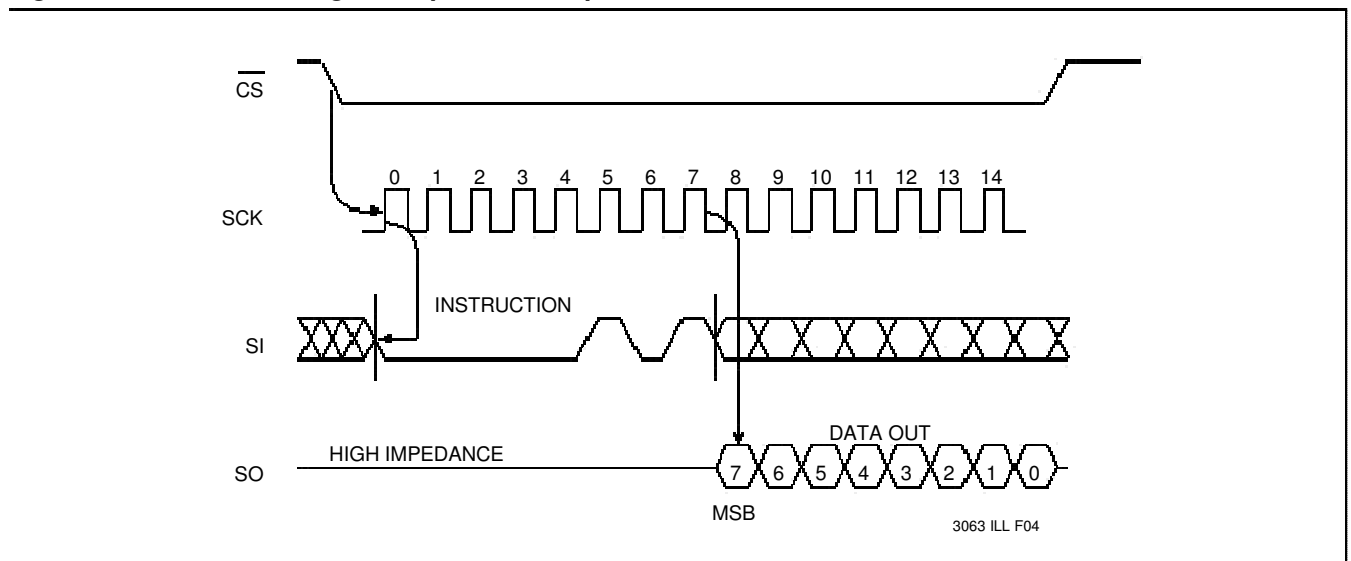 CS
0 1 2 3 4 5 6 7 8 9 10 11 12 13 14
SCK
INSTRUCTION
SI
DATA OUT
HIGH IMPEDANCE
SO
7 6 5 4 3 2 1 0
MSB
3063 ILL F04